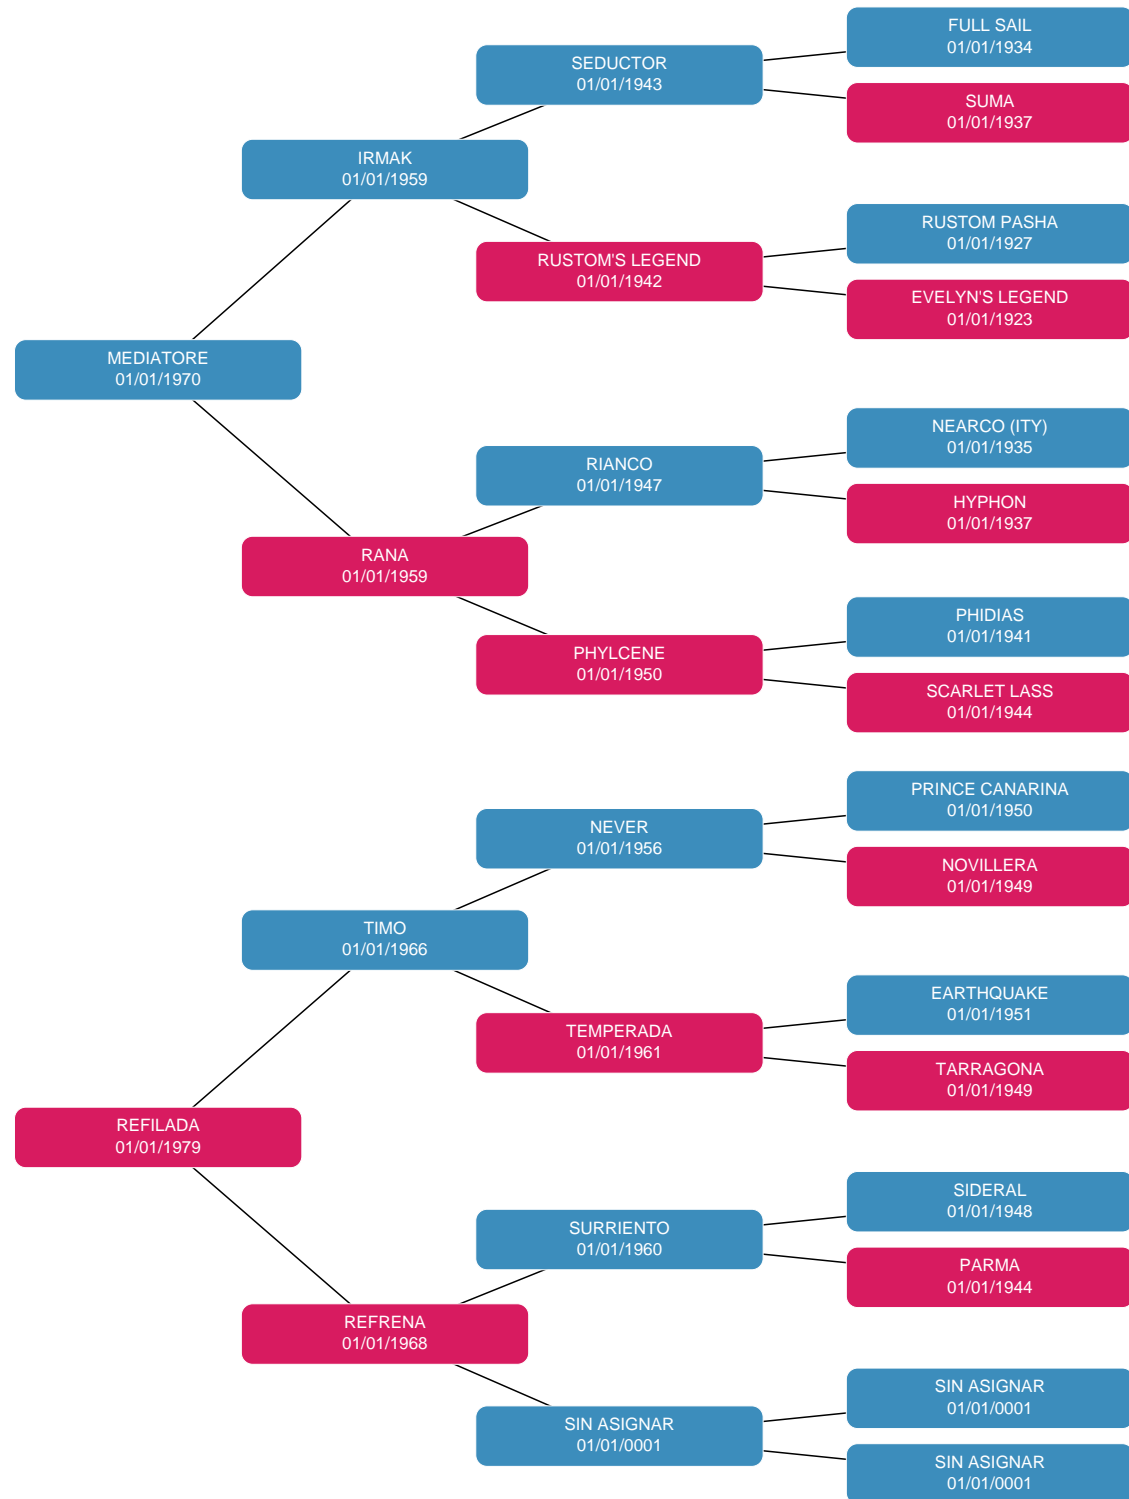 FULL SAIL
01/01/1934
SEDUCTOR
01/01/1943
SUMA
01/01/1937
IRMAK
01/01/1959
RUSTOM PASHA
01/01/1927
RUSTOM'S LEGEND
01/01/1942
EVELYN'S LEGEND
01/01/1923
MEDIATORE
01/01/1970
NEARCO (ITY)
01/01/1935
RIANCO
01/01/1947
HYPHON
01/01/1937
RANA
01/01/1959
PHIDIAS
01/01/1941
PHYLCENE
01/01/1950
SCARLET LASS
01/01/1944
PRINCE CANARINA
01/01/1950
NEVER
01/01/1956
NOVILLERA
01/01/1949
TIMO
01/01/1966
EARTHQUAKE
01/01/1951
TEMPERADA
01/01/1961
TARRAGONA
01/01/1949
REFILADA
01/01/1979
SIDERAL
01/01/1948
SURRIENTO
01/01/1960
PARMA
01/01/1944
REFRENA
01/01/1968
SIN ASIGNAR
01/01/0001
SIN ASIGNAR
01/01/0001
SIN ASIGNAR
01/01/0001